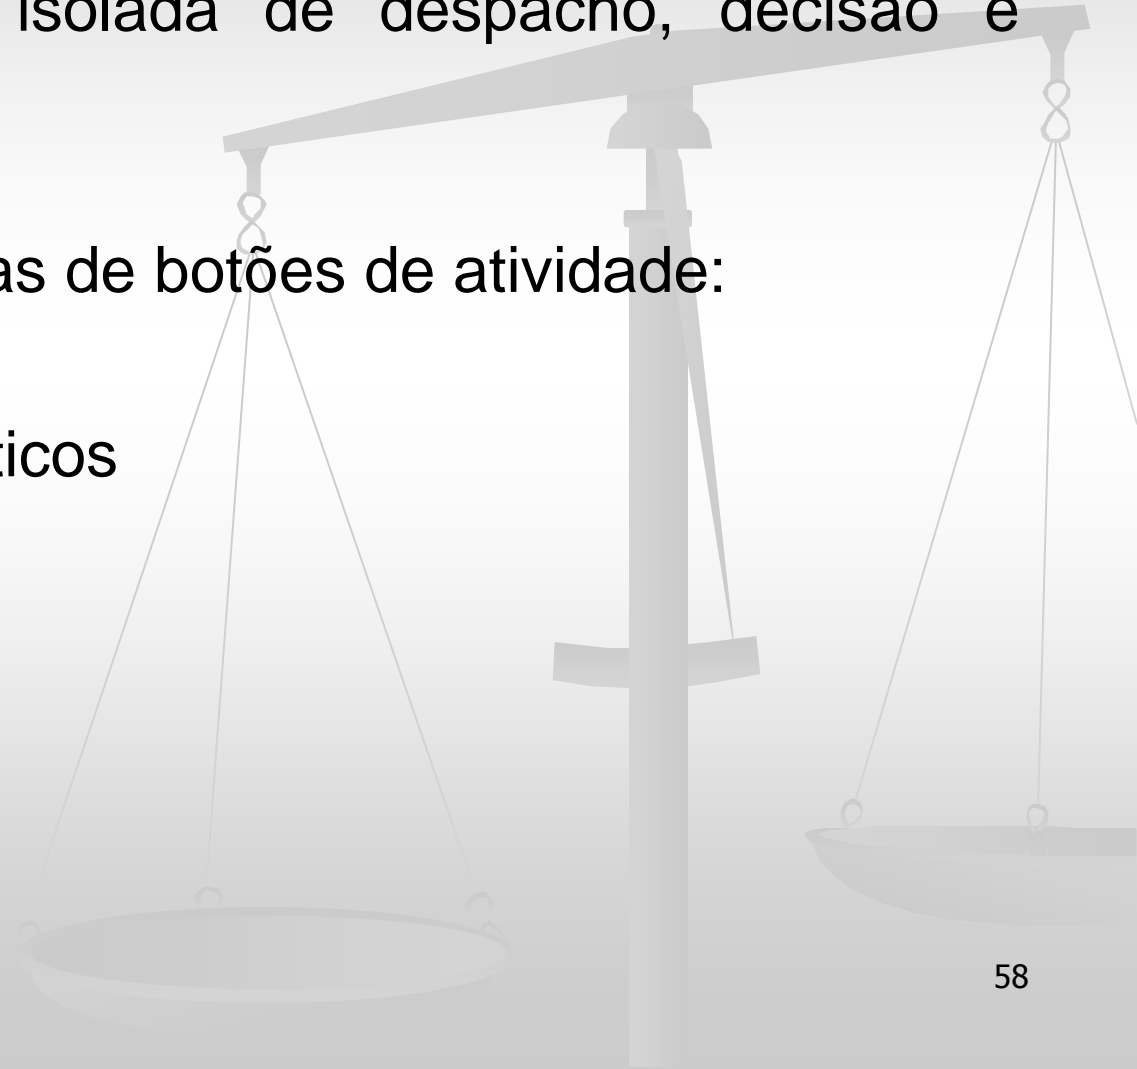 isolada de despacho, decisão e
as de botões de atividade:
ticos
58